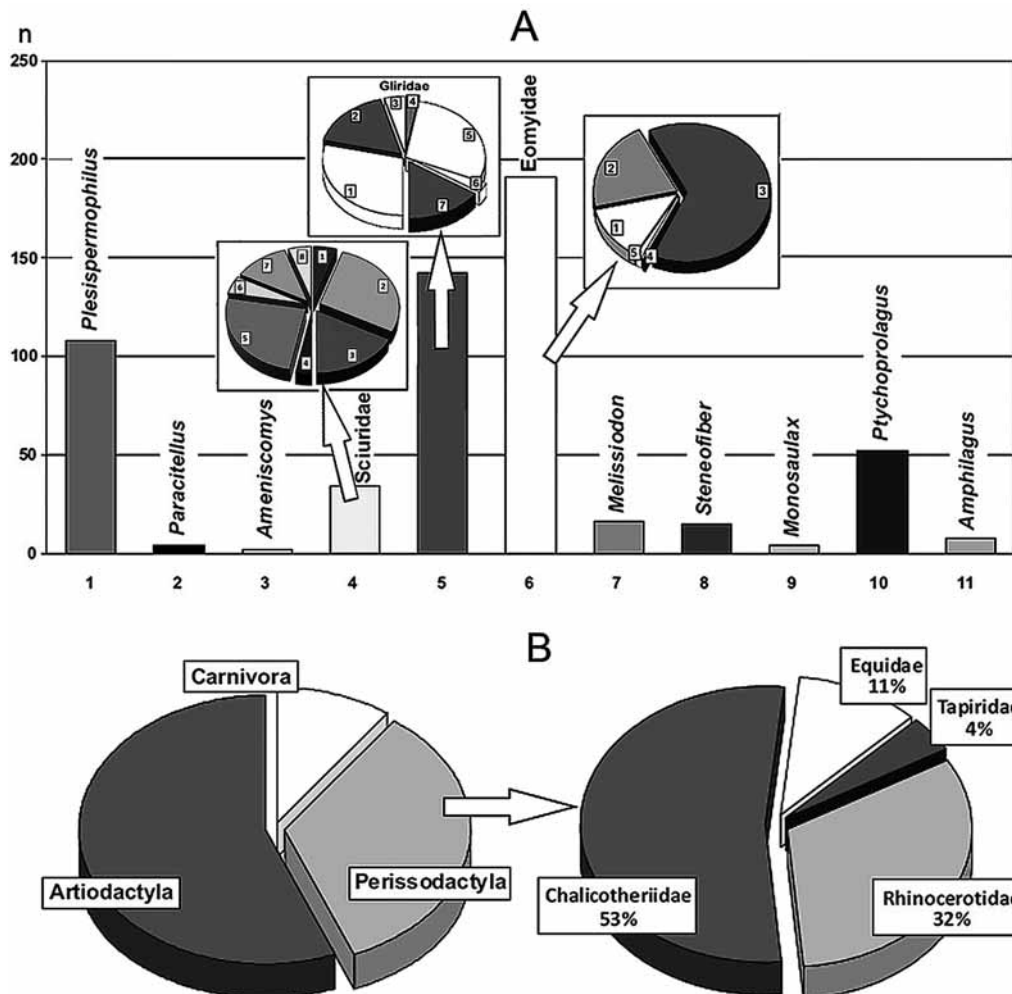 A
n
250
200
150
100
50
0
Plesispermophilus
Paracitellus
Ameniscomys
Sciuridae
Gliridae
Eomyidae
Melissiodon
Steneofiber
Monosaulax
Ptychoprolagus
Amphilagus
1
2
3
4
5
6
7
8
1
2
3
4
5
6
7
1
2
3
4
5
1 2 3 4 5 6 7 8 9 10 11
B
Carnivora
Artiodactyla
Perissodactyla
Equidae
11%
Tapiridae
4%
Chalicotheriidae
53%
Rhinocerotidae
32%